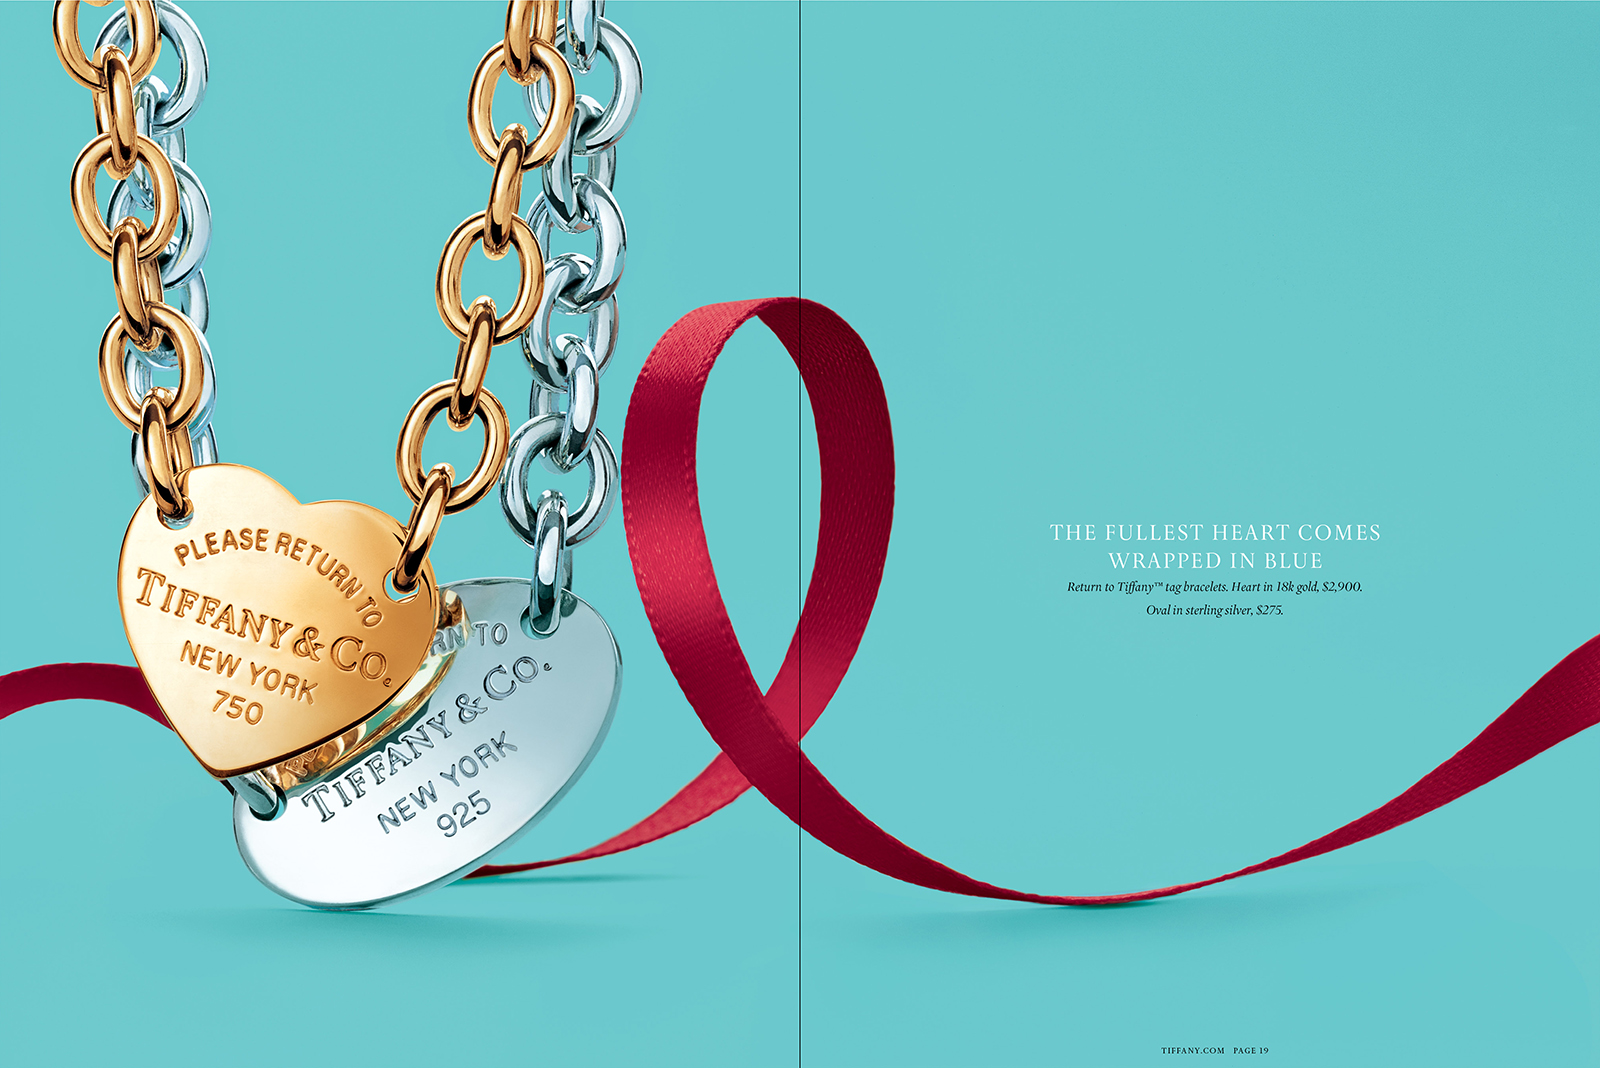 PLEASE RETURN TO
TIFFANY & CO.
NEW YORK
750
RN TO
TIFFANY & CO.
NEW YORK
925
THE FULLEST HEART COMES
WRAPPED IN BLUE
Return to Tiffany™ tag bracelets. Heart in 18k gold, $2,900.
Oval in sterling silver, $275.
TIFFANY.COM PAGE 19